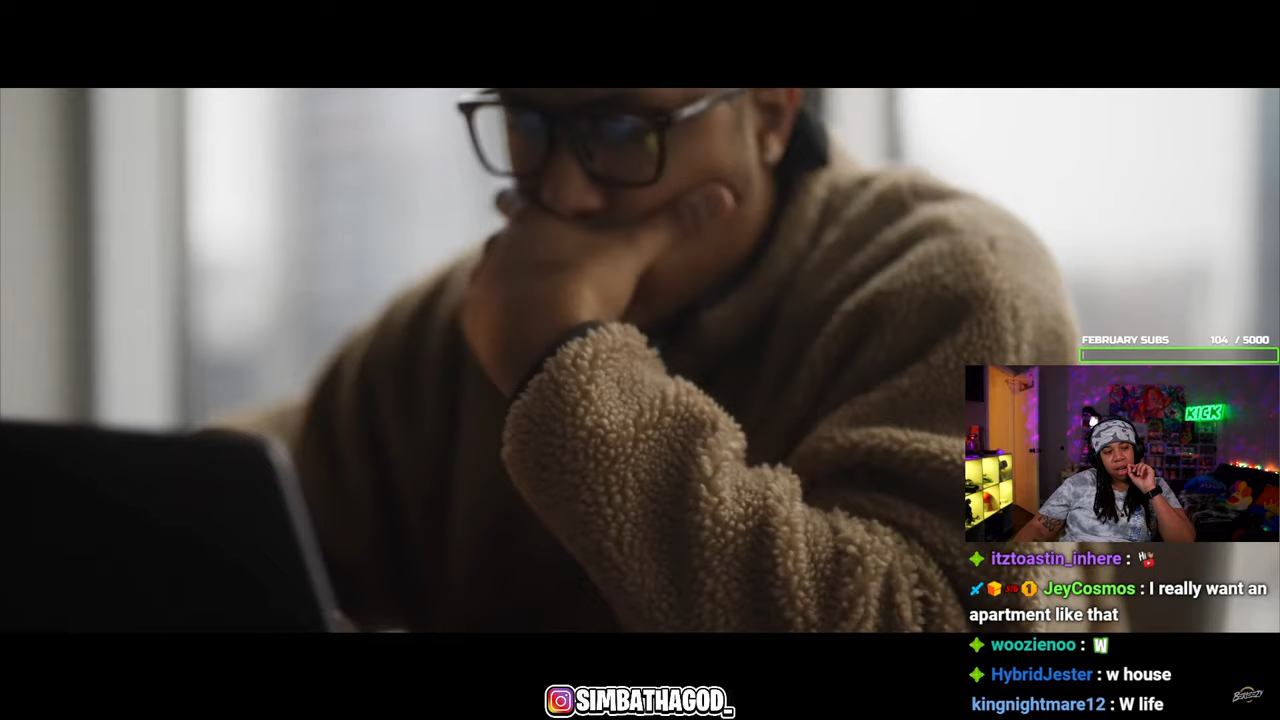 FEBRUARY SUBS 104 / 5000
KICK
itztoastin_inhere :
JeyCosmos : I really want an
apartment like that
woozienoo : W
HybridJester : w house
kingnightmare12 : W life
SIMBATHAGOD_